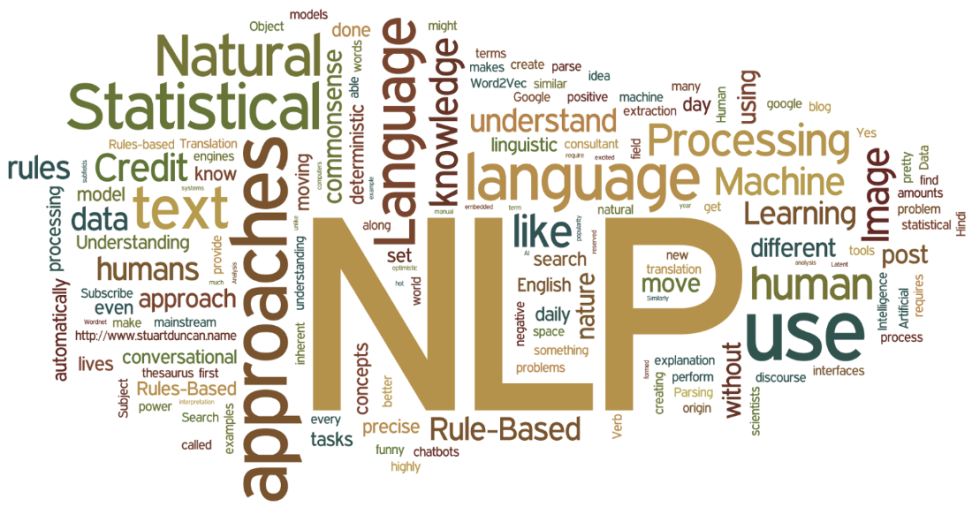 NLP
approaches
Statistical
Natural
Language
language
use
text
Image
Processing
knowledge
understand
human
Machine
Learning
Credit
like
data
rules
humans
Rule-Based
approach
commonsense
move
different
nature
without
using
post
even
know
model
Understanding
processing
automatically
lives
conversational
Rules-Based
http://www.stuartduncan.name
Subscribe
mainstream
make
Wordnet
thesaurus
first
interpretation
Subject
power
Search
examples
called
provide
much
Analysis
unlike
understanding
inherent
Rules-based
Translation
engines
subfields
systems
moving
computers
example
deterministic
able
words
done
models
Object
might
terms
makes
create
parse
Word2Vec
similar
idea
Google
positive
machine
extraction
many
day
Human
google
blog
Yes
linguistic
consultant
require
excited
field
manual
embedded
term
natural
year
get
along
set
optimistic
hot
world
AI
popularity
reserved
search
English
new
translation
Similarly
negative
daily
space
something
problems
concepts
better
every
tasks
precise
funny
chatbots
highly
Verb
formed
creating
explanation
perform
Parsing
origin
scientists
discourse
interfaces
analysis
Latent
tools
Intelligence
Artificial
process
requires
pretty
Data
find
amounts
problem
statistical
Hindi